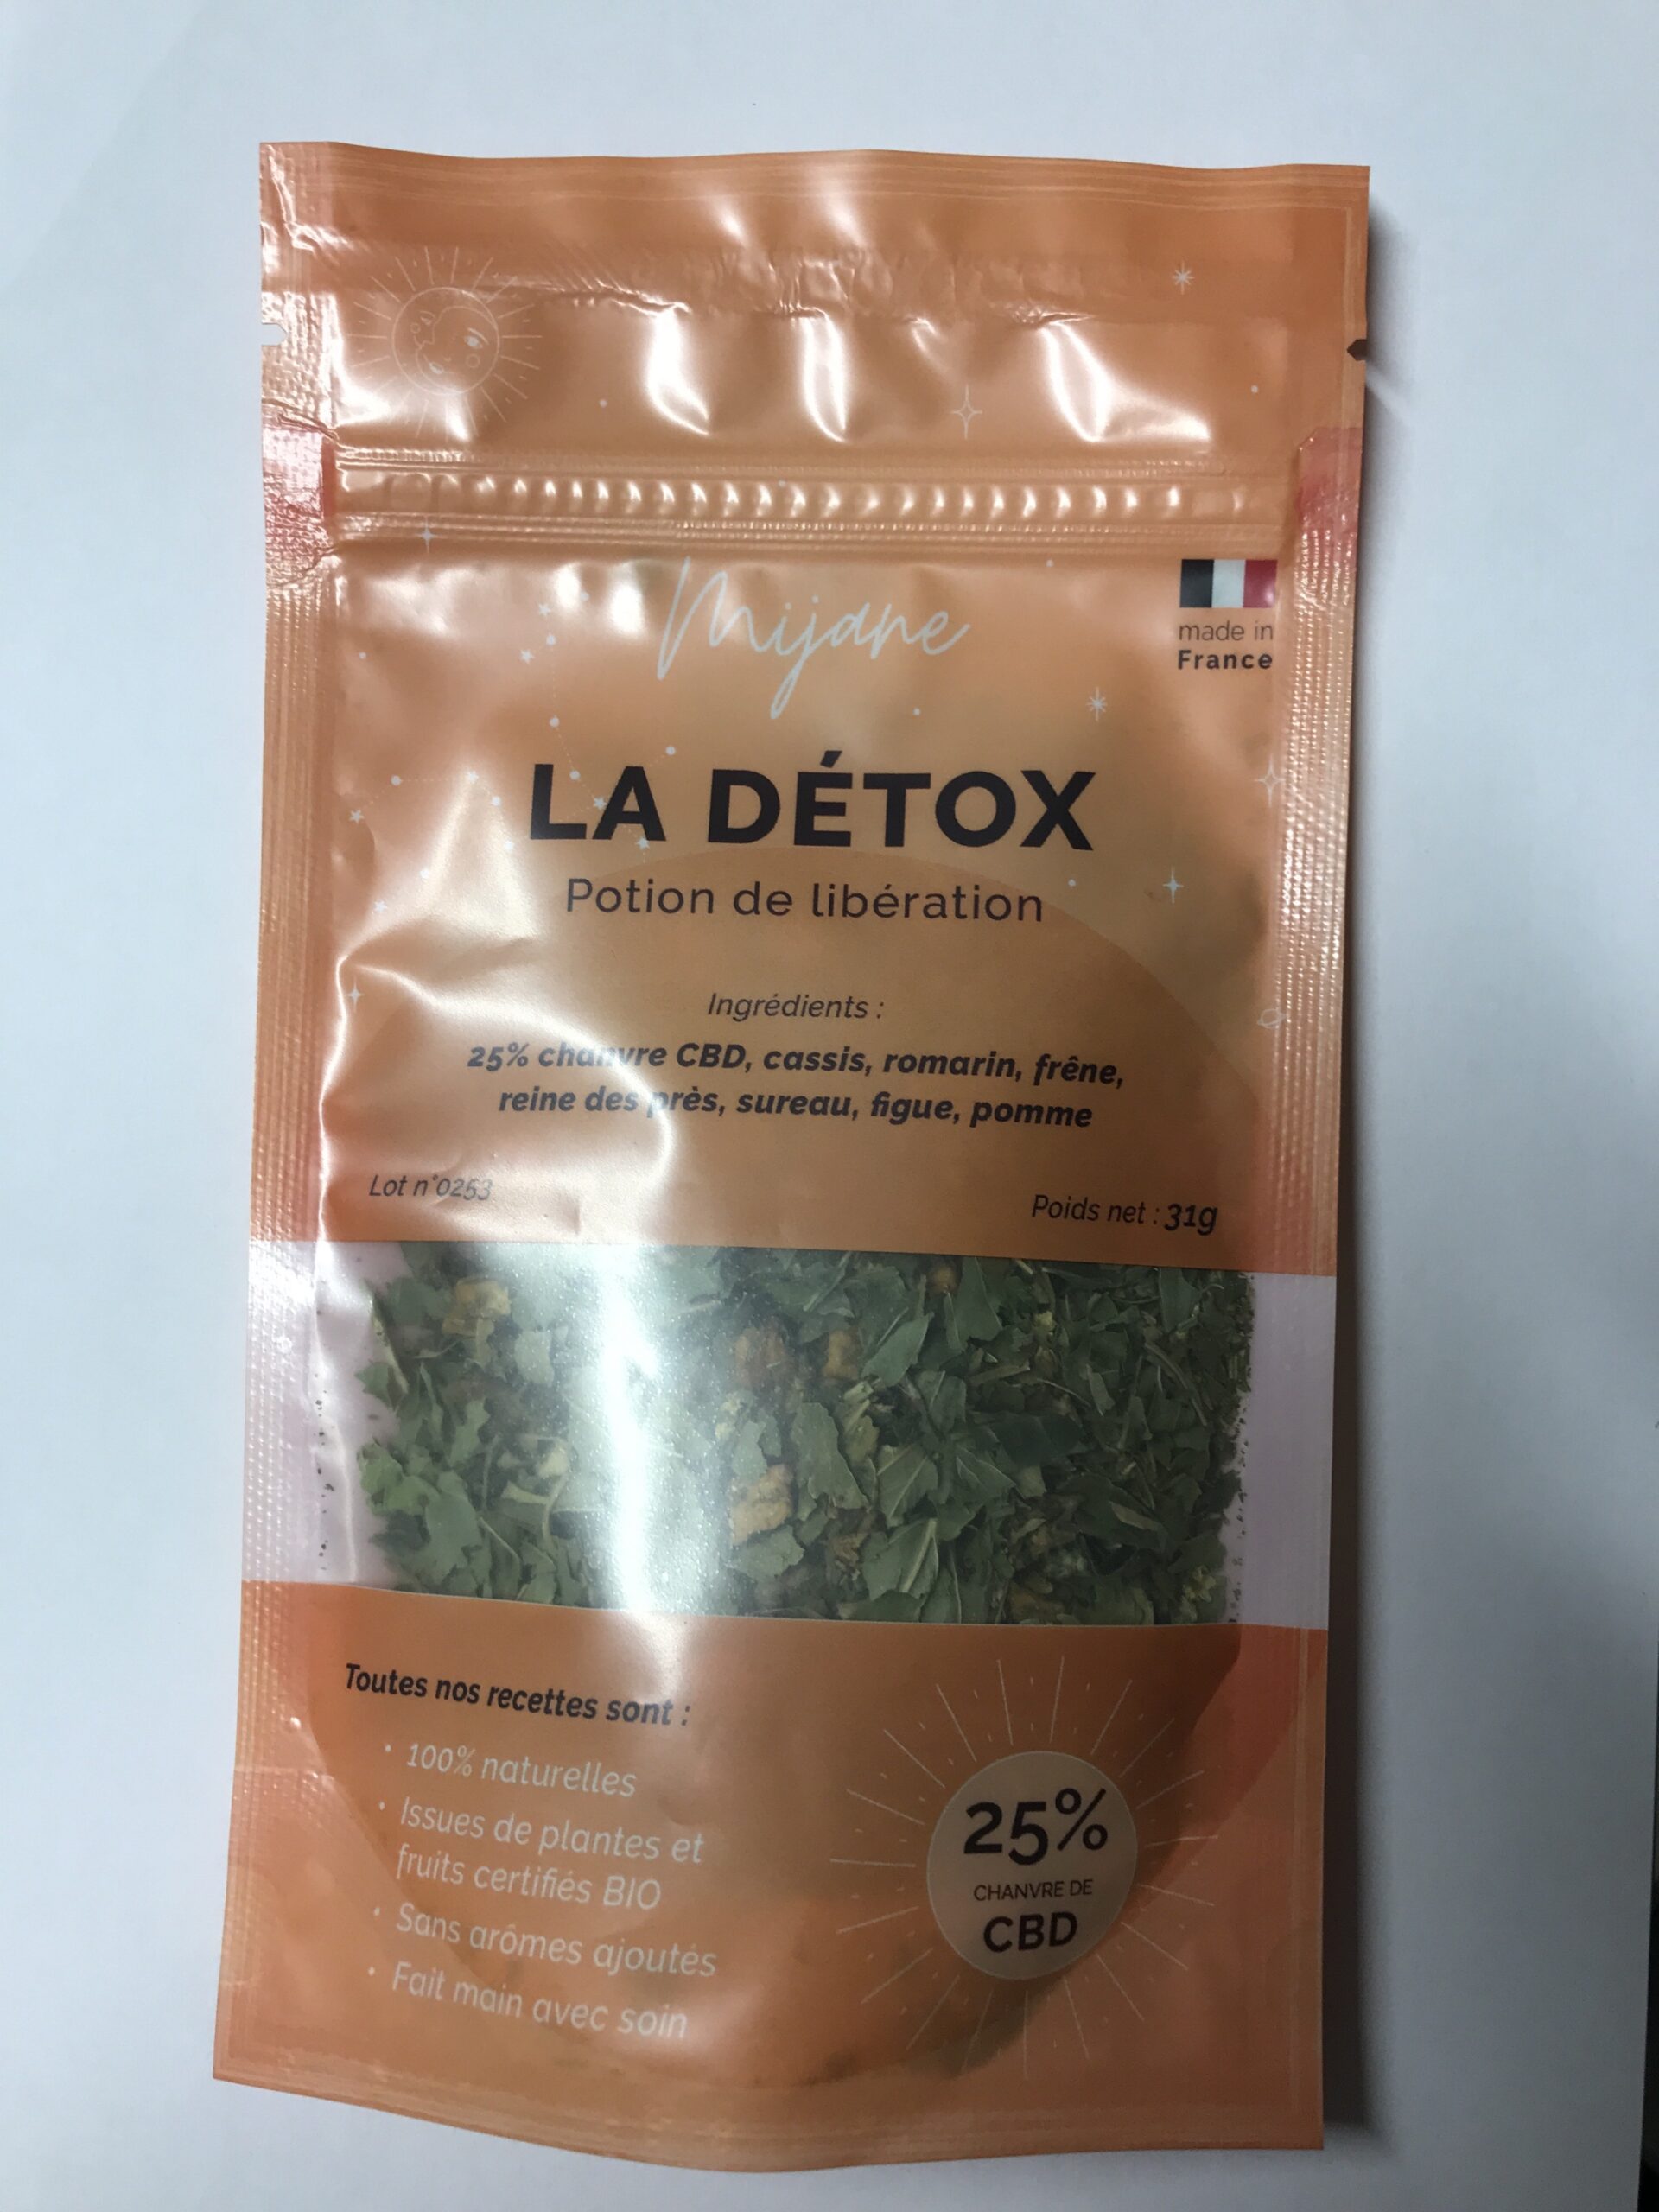 Mijane
made in
France
LA DÉTOX
Potion de libération
Ingrédients :
25% chanvre CBD, cassis, romarin, frêne,
reine des près, sureau, figue, pomme
Lot n°0253
Poids net : 31g
Toutes nos recettes sont :
• 100% naturelles
• Issues de plantes et
fruits certifiés BIO
• Sans arômes ajoutés
• Fait main avec soin
25%
CHANVRE DE
CBD